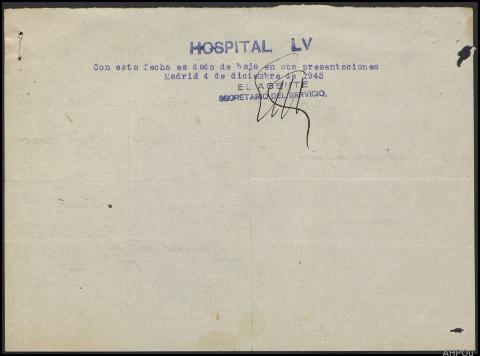 HOSPITAL LV
Con esta fecha es dado de baja en sus presentaciones
Madrid 4 de diciembre de 1945
EL AGENTE
SECRETARIO DEL SERVICIO,
AHPOu